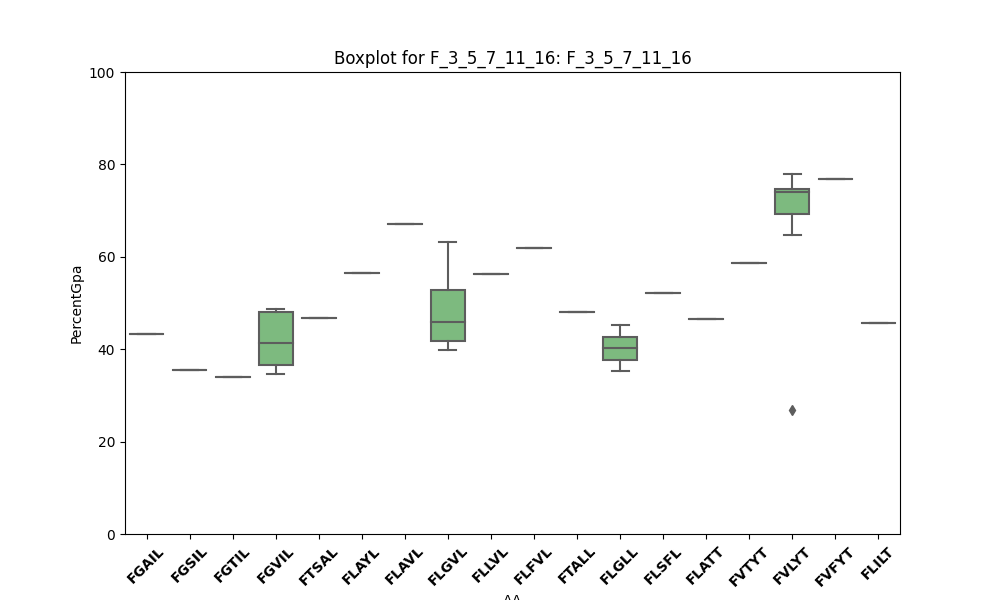 Boxplot for F_3_5_7_11_16: F_3_5_7_11_16
PercentGpa
100
80
60
40
20
0
FGAIL
FGSIL
FGTIL
FGVIL
FTSAL
FLAYL
FLAVL
FLGVL
FLLVL
FLFVL
FTALL
FLGLL
FLSFL
FLATT
FVTYT
FVLYT
FVFYT
FLILT
AA